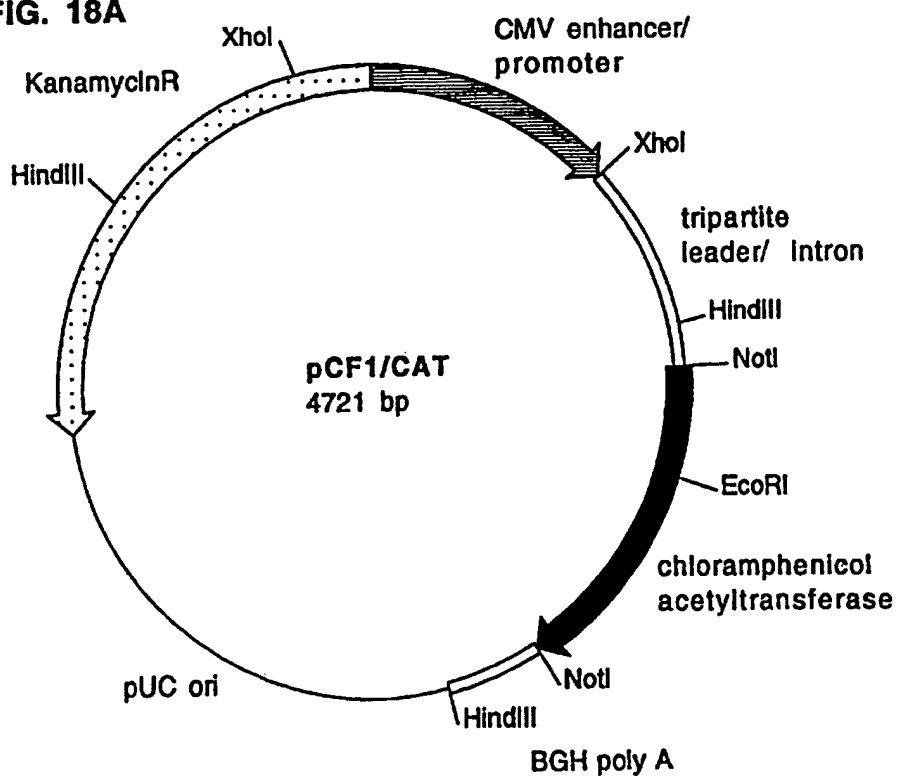 FIG. 18A
XhoI
CMV enhancer/
promoter
KanamycinR
XhoI
HindIII
tripartite
leader/ intron
HindIII
NotI
pCF1/CAT
4721 bp
EcoRI
chloramphenicol
acetyltransferase
NotI
pUC ori
HindIII
BGH poly A